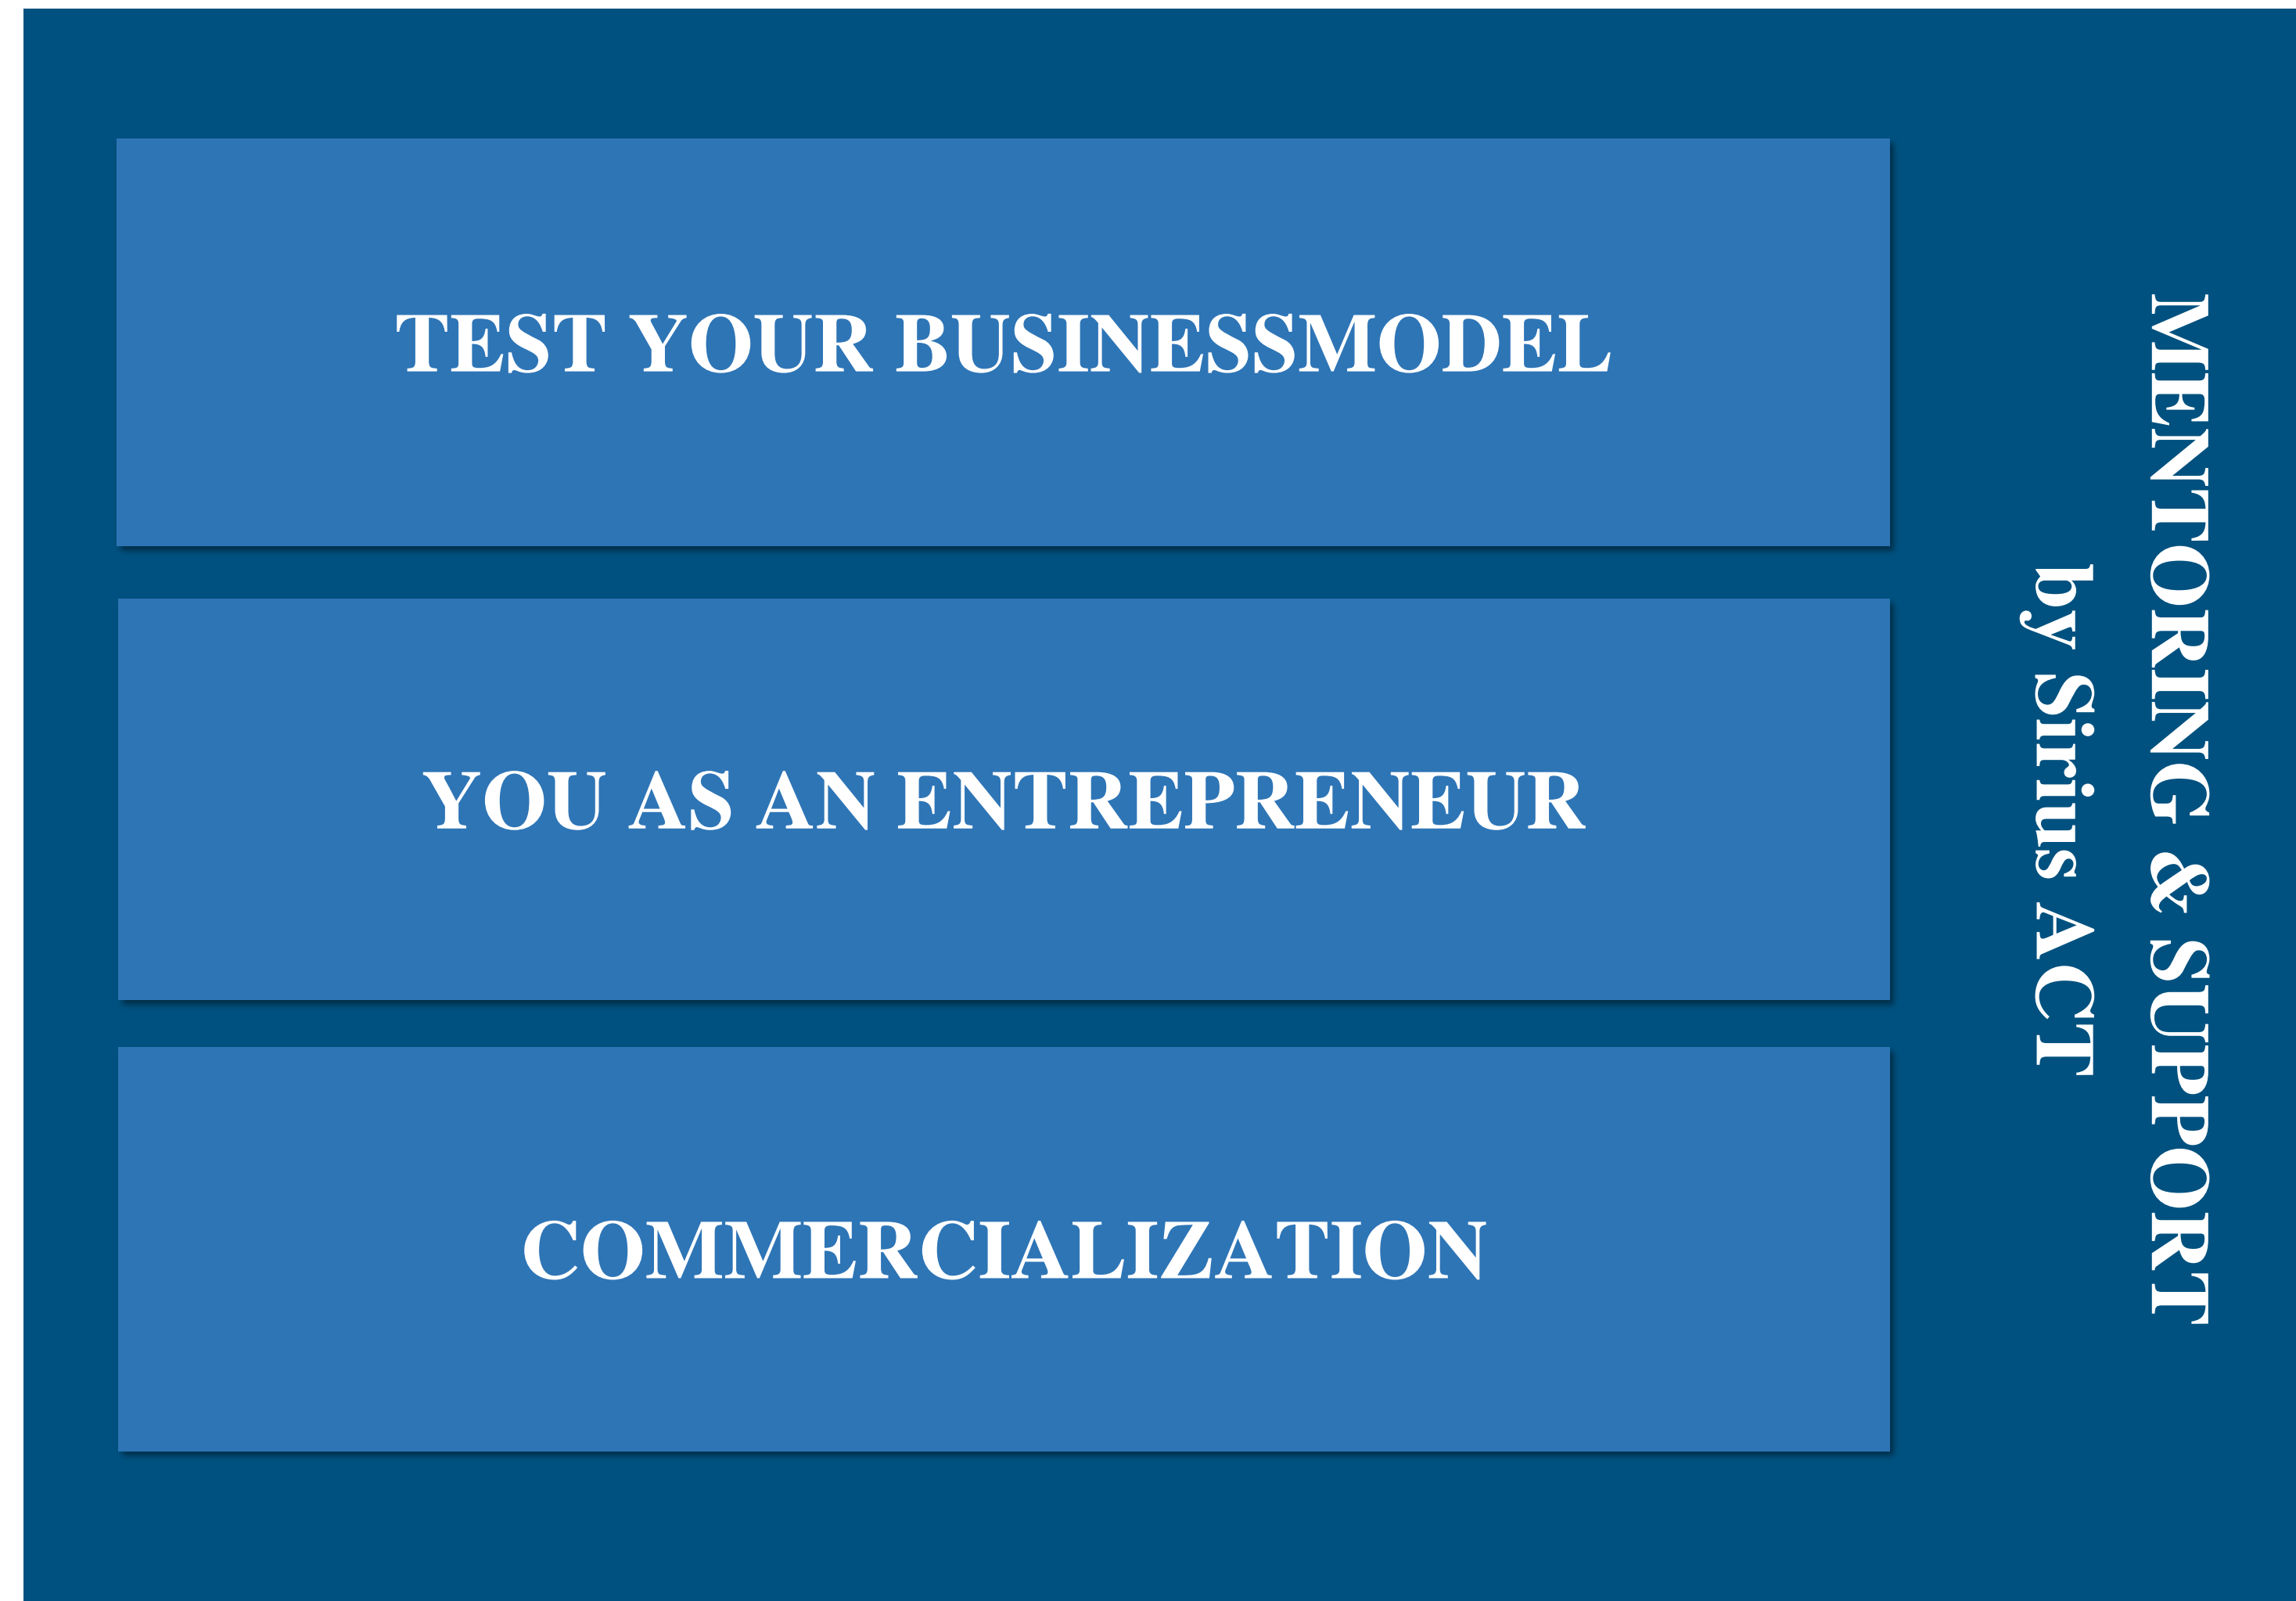 TEST YOUR BUSINESSMODEL
YOU AS AN ENTREPRENEUR
COMMERCIALIZATION
MENTORING & SUPPORT
by Sirius ACT